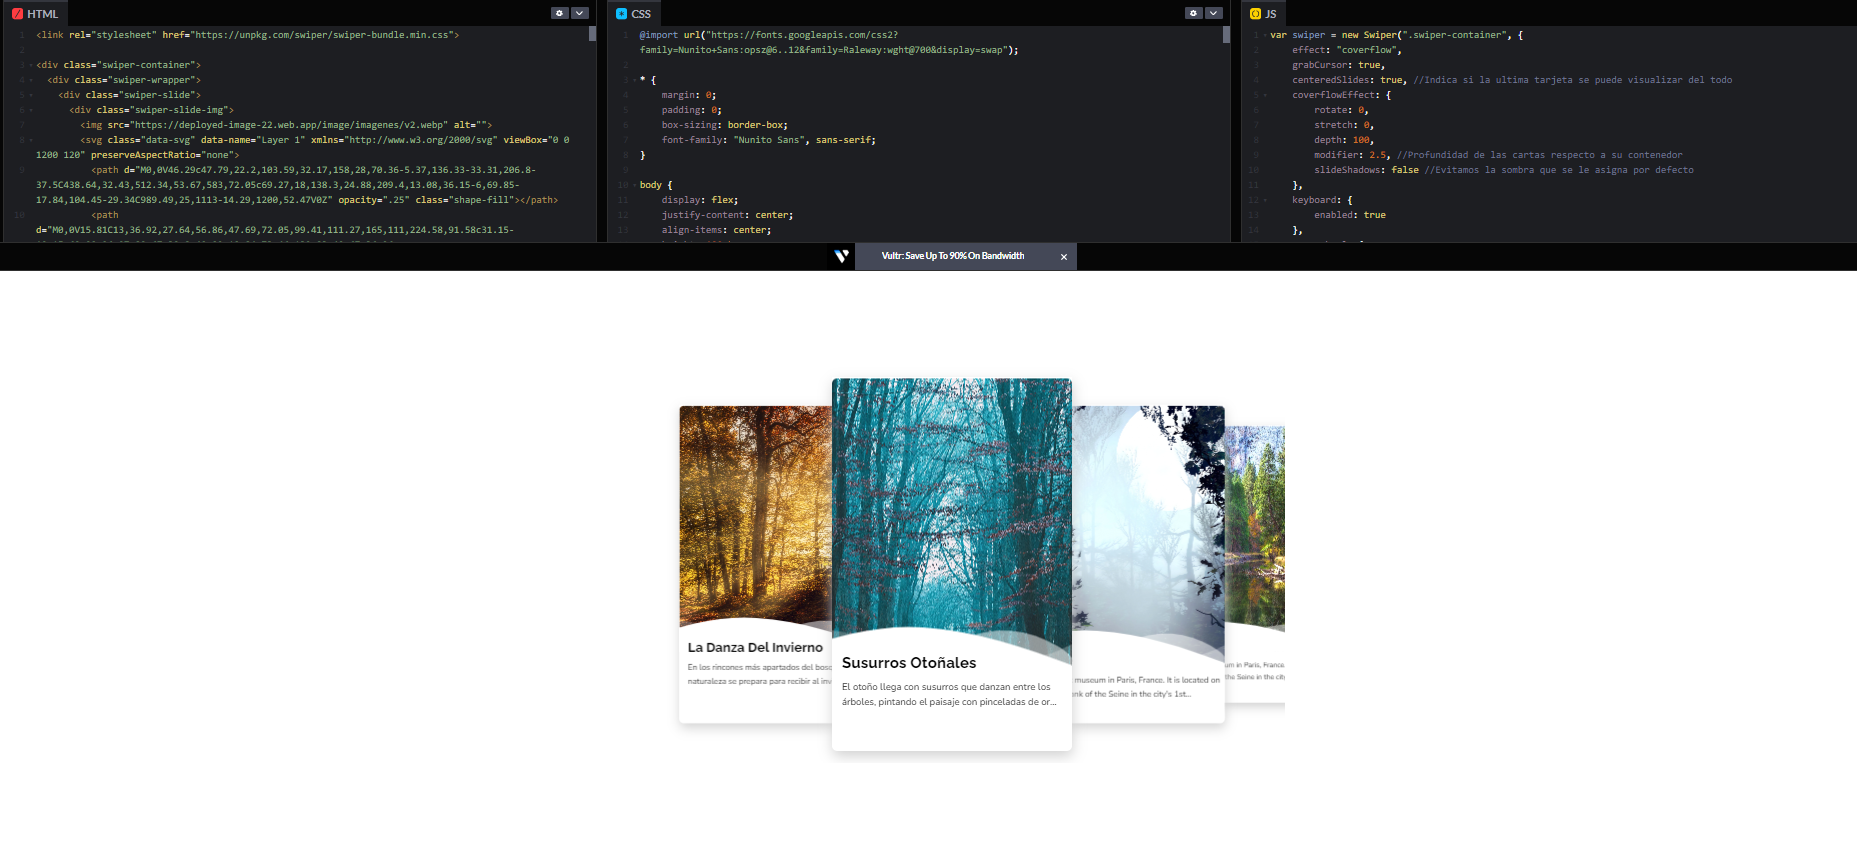 HTML
1 <link rel="stylesheet" href="https://unpkg.com/swiper/swiper-bundle.min.css">
2
3 <div class="swiper-container">
4 <div class="swiper-wrapper">
5 <div class="swiper-slide">
6 <div class="swiper-slide-img">
7 <img src="https://deployed-image-22.web.app/image/imagenes/v2.webp" alt="">
8 <svg class="data-svg" data-name="Layer 1" xmlns="http://www.w3.org/2000/svg" viewBox="0 0
1200 120" preserveAspectRatio="none">
9 <path d="M0,0V46.29c47.79,22.2,103.59,32.17,158,28,70.36-5.37,136.33-33.31,206.8-
37.5C438.64,32.43,512.34,53.67,583,72.05c69.27,18,138.3,24.88,209.4,13.08,36.15-6,69.85-
17.84,104.45-29.34C989.49,25,1113-14.29,1200,52.47V0Z" opacity=".25" class="shape-fill"></path>
10 <path
d="M0,0V15.81C13,36.92,27.64,56.86,47.69,72.05,99.41,111.27,165,111,224.58,91.58c31.15-
CSS
1 @import url("https://fonts.googleapis.com/css2?
family=Nunito+Sans:opsz@6..12&family=Raleway:wght@700&display=swap");
2
3 * {
4 margin: 0;
5 padding: 0;
6 box-sizing: border-box;
7 font-family: "Nunito Sans", sans-serif;
8 }
9
10 body {
11 display: flex;
12 justify-content: center;
13 align-items: center;
JS
1 var swiper = new Swiper(".swiper-container", {
2 effect: "coverflow",
3 grabCursor: true,
4 centeredSlides: true, //Indica si la ultima tarjeta se puede visualizar del todo
5 coverflowEffect: {
6 rotate: 0,
7 stretch: 0,
8 depth: 100,
9 modifier: 2.5, //Profundidad de las cartas respecto a su contenedor
10 slideShadows: false //Evitamos la sombra que se le asigna por defecto
11 },
12 keyboard: {
13 enabled: true
14 },
Vultr: Save Up To 90% On Bandwidth
La Danza Del Invierno
En los rincones más apartados del bosc
naturaleza se prepara para recibir al inv
Susurros Otoñales
El otoño llega con susurros que danzan entre los
árboles, pintando el paisaje con pinceladas de or...
museum in Paris, France. It is located on
nk of the Seine in the city's 1st...
um in Paris, France.
the Seine in the city